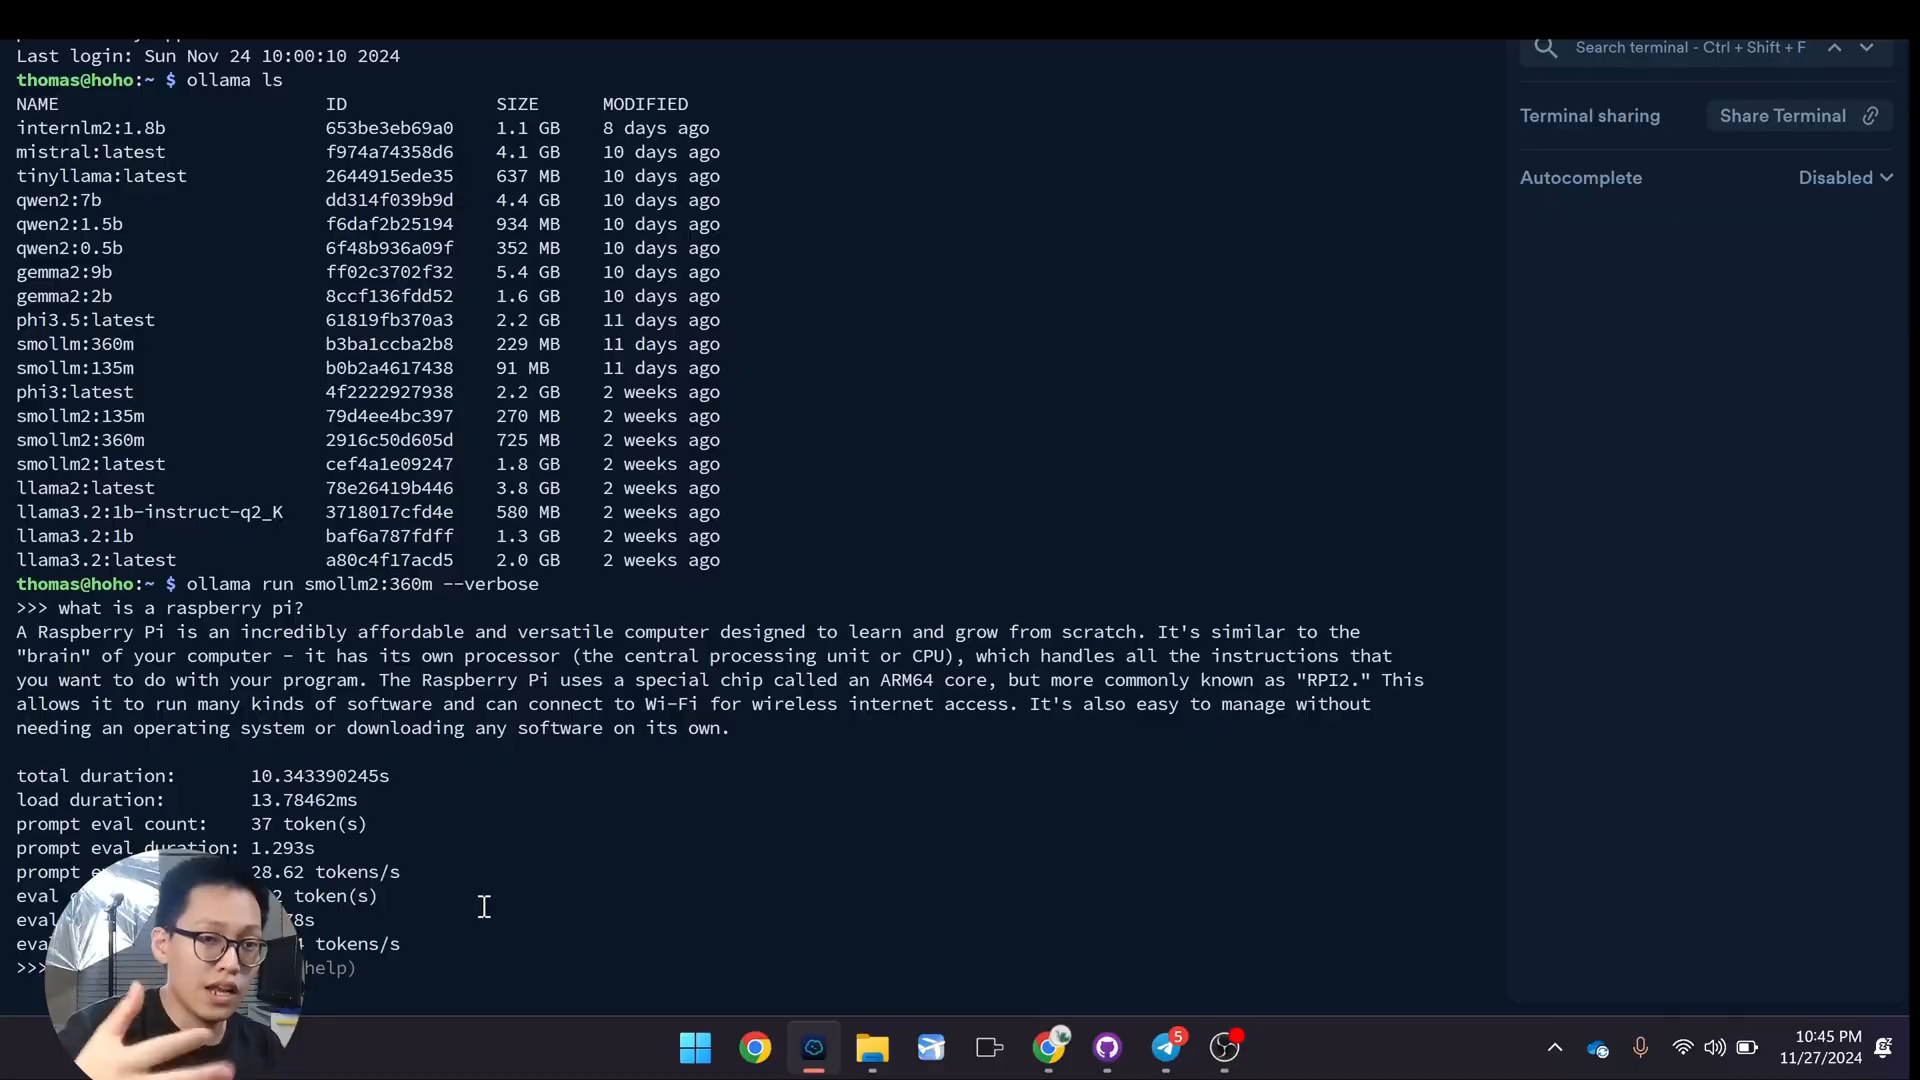 Last login: Sun Nov 24 10:00:10 2024
thomas@hoho:~ $ ollama ls
NAME ID SIZE MODIFIED
internlm2:1.8b 653be3eb69a0 1.1 GB 8 days ago
mistral:latest f974a74358d6 4.1 GB 10 days ago
tinyllama:latest 2644915ede35 637 MB 10 days ago
qwen2:7b dd314f039b9d 4.4 GB 10 days ago
qwen2:1.5b f6daf2b25194 934 MB 10 days ago
qwen2:0.5b 6f48b936a09f 352 MB 10 days ago
gemma2:9b ff02c3702f32 5.4 GB 10 days ago
gemma2:2b 8ccf136fdd52 1.6 GB 10 days ago
phi3.5:latest 61819fb370a3 2.2 GB 11 days ago
smollm:360m b3ba1ccba2b8 229 MB 11 days ago
smollm:135m b0b2a4617438 91 MB 11 days ago
phi3:latest 4f2222927938 2.2 GB 2 weeks ago
smollm2:135m 79d4ee4bc397 270 MB 2 weeks ago
smollm2:360m 2916c50d605d 725 MB 2 weeks ago
smollm2:latest cef4a1e09247 1.8 GB 2 weeks ago
llama2:latest 78e26419b446 3.8 GB 2 weeks ago
llama3.2:1b-instruct-q2_K 3718017cfd4e 580 MB 2 weeks ago
llama3.2:1b baf6a787fdff 1.3 GB 2 weeks ago
llama3.2:latest a80c4f17acd5 2.0 GB 2 weeks ago
thomas@hoho:~ $ ollama run smollm2:360m --verbose
>>> what is a raspberry pi?
A Raspberry Pi is an incredibly affordable and versatile computer designed to learn and grow from scratch. It's similar to the
"brain" of your computer - it has its own processor (the central processing unit or CPU), which handles all the instructions that
you want to do with your program. The Raspberry Pi uses a special chip called an ARM64 core, but more commonly known as "RPI2." This
allows it to run many kinds of software and can connect to Wi-Fi for wireless internet access. It's also easy to manage without
needing an operating system or downloading any software on its own.
total duration: 10.343390245s
load duration: 13.78462ms
prompt eval count: 37 token(s)
prompt eval duration: 1.293s
prompt 28.62 tokens/s
eval token(s)
eval
tokens/s
>>> help)
Search terminal - Ctrl + Shift + F
Terminal sharing Share Terminal
Autocomplete Disabled
5
10:45 PM
11/27/2024